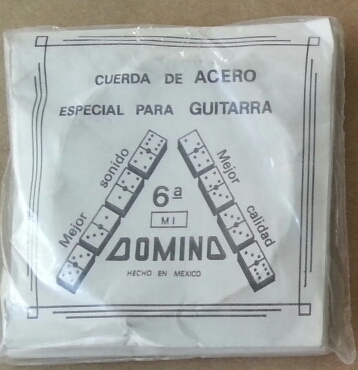 CUERDA DE ACERO
ESPECIAL PARA GUITARRA
Mejor sonido
Mejor calidad
6ª
MI
DOMINO
HECHO EN MEXICO